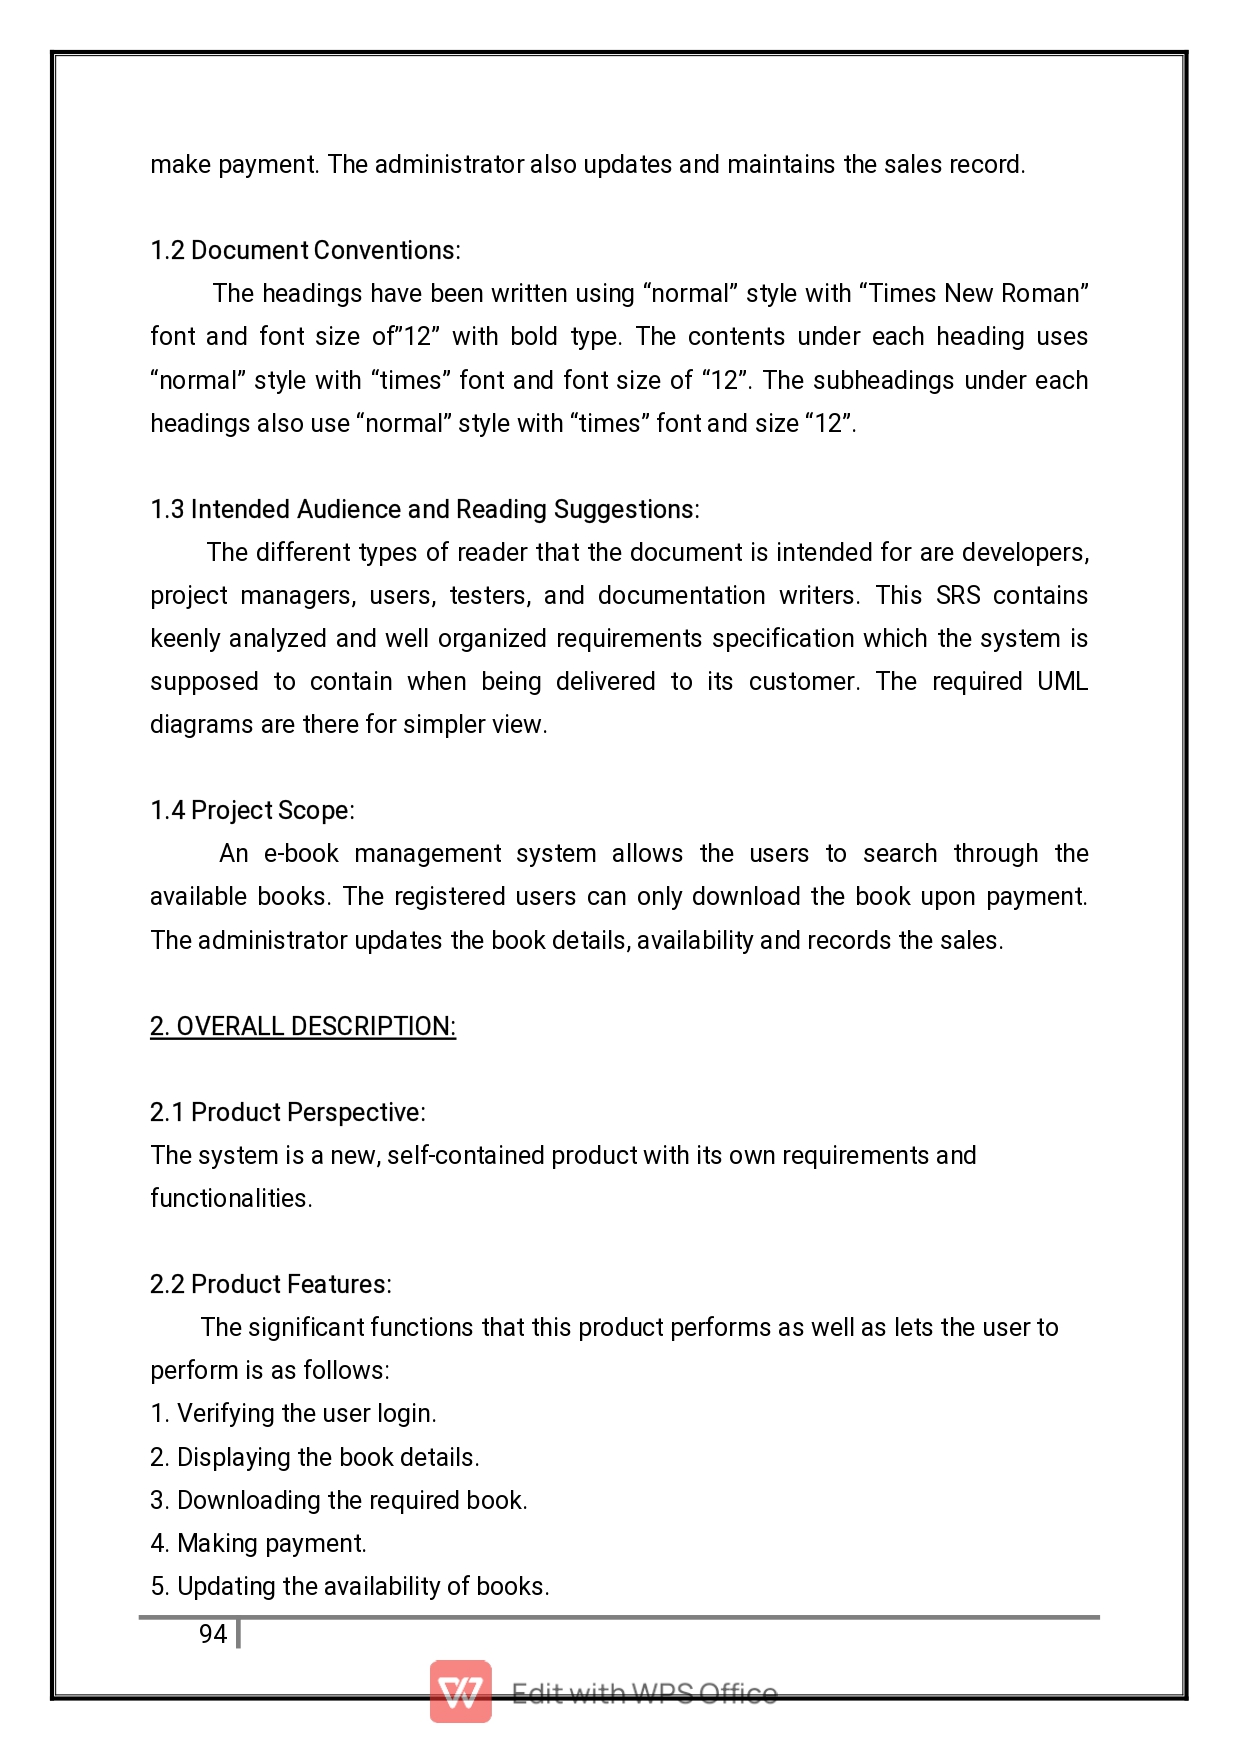 make payment. The administrator also updates and maintains the sales record.
1.2 Document Conventions:
The headings have been written using “normal” style with “Times New Roman”
font and font size of”12” with bold type. The contents under each heading uses
“normal” style with “times” font and font size of “12”. The subheadings under each
headings also use “normal” style with “times” font and size “12”.
1.3 Intended Audience and Reading Suggestions:
The different types of reader that the document is intended for are developers,
project managers, users, testers, and documentation writers. This SRS contains
keenly analyzed and well organized requirements specification which the system is
supposed to contain when being delivered to its customer. The required UML
diagrams are there for simpler view.
1.4 Project Scope:
An e-book management system allows the users to search through the
available books. The registered users can only download the book upon payment.
The administrator updates the book details, availability and records the sales.
2. OVERALL DESCRIPTION:
2.1 Product Perspective:
The system is a new, self-contained product with its own requirements and
functionalities.
2.2 Product Features:
The significant functions that this product performs as well as lets the user to
perform is as follows:
1. Verifying the user login.
2. Displaying the book details.
3. Downloading the required book.
4. Making payment.
5. Updating the availability of books.
94
Edit with WPS Office